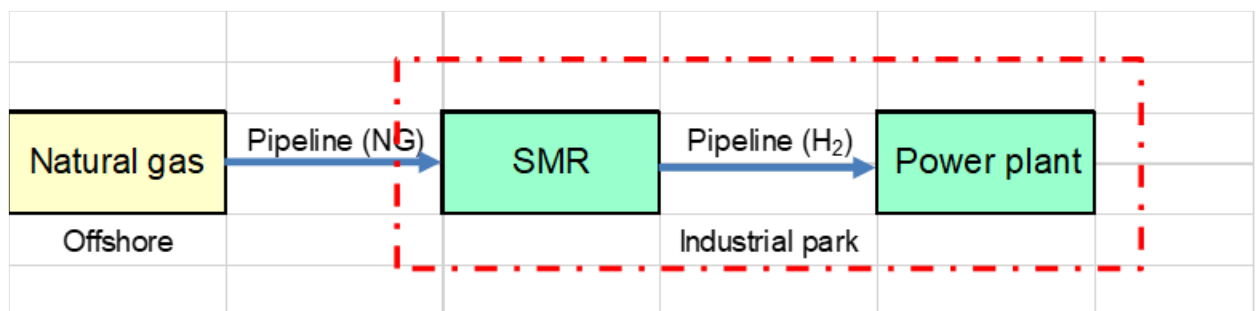 Natural gas
Pipeline (NG)
SMR
Pipeline (H₂)
Power plant
Offshore
Industrial park